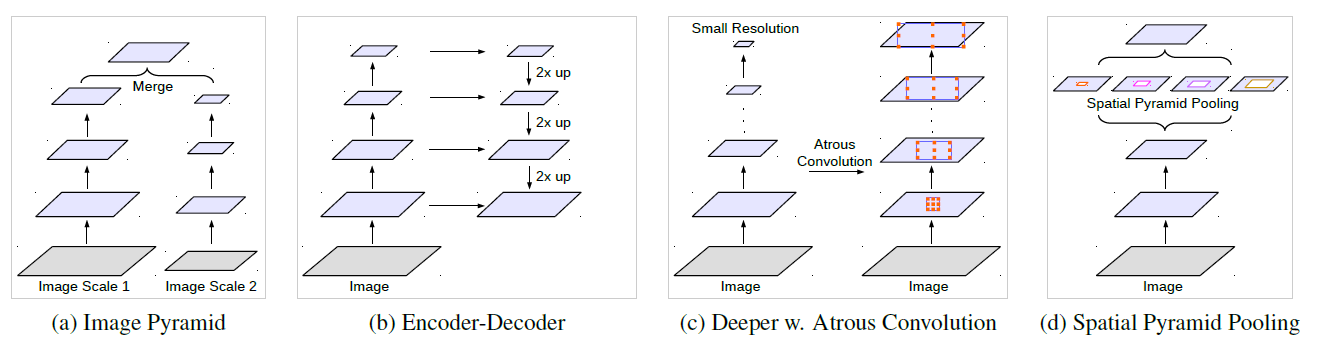 Merge
Image Scale 1
Image Scale 2
(a) Image Pyramid
2x up
2x up
2x up
Image
(b) Encoder-Decoder
Small Resolution
Atrous
Convolution
Image
Image
(c) Deeper w. Atrous Convolution
Spatial Pyramid Pooling
Image
(d) Spatial Pyramid Pooling